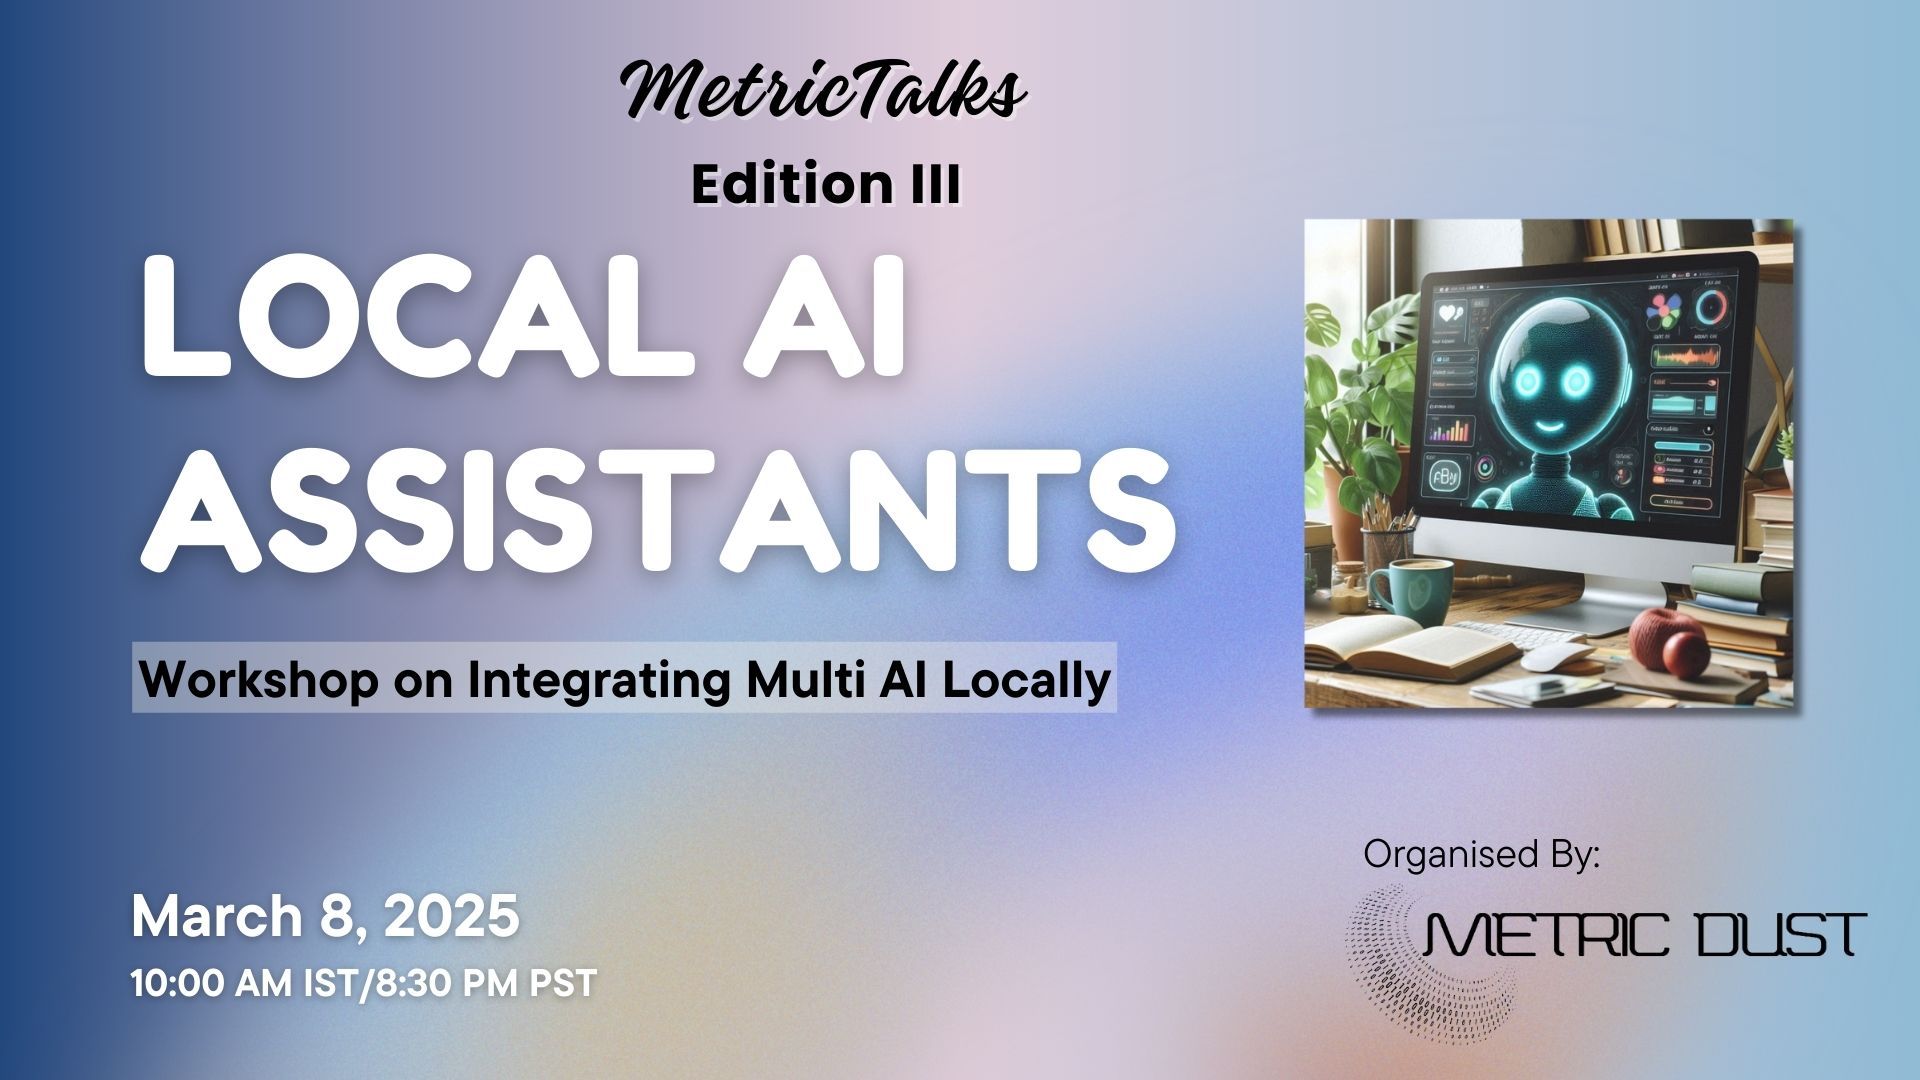 MetricTalks
Edition III
LOCAL AI
ASSISTANTS
Workshop on Integrating Multi AI Locally
March 8, 2025
10:00 AM IST/8:30 PM PST
Organised By:
METRIC DUST